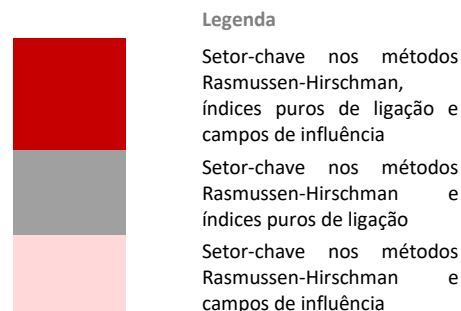 Legenda
Setor-chave nos métodos
Rasmussen-Hirschman,
índices puros de ligação e
campos de influência
Setor-chave nos métodos
Rasmussen-Hirschman e
índices puros de ligação
Setor-chave nos métodos
Rasmussen-Hirschman e
campos de influência